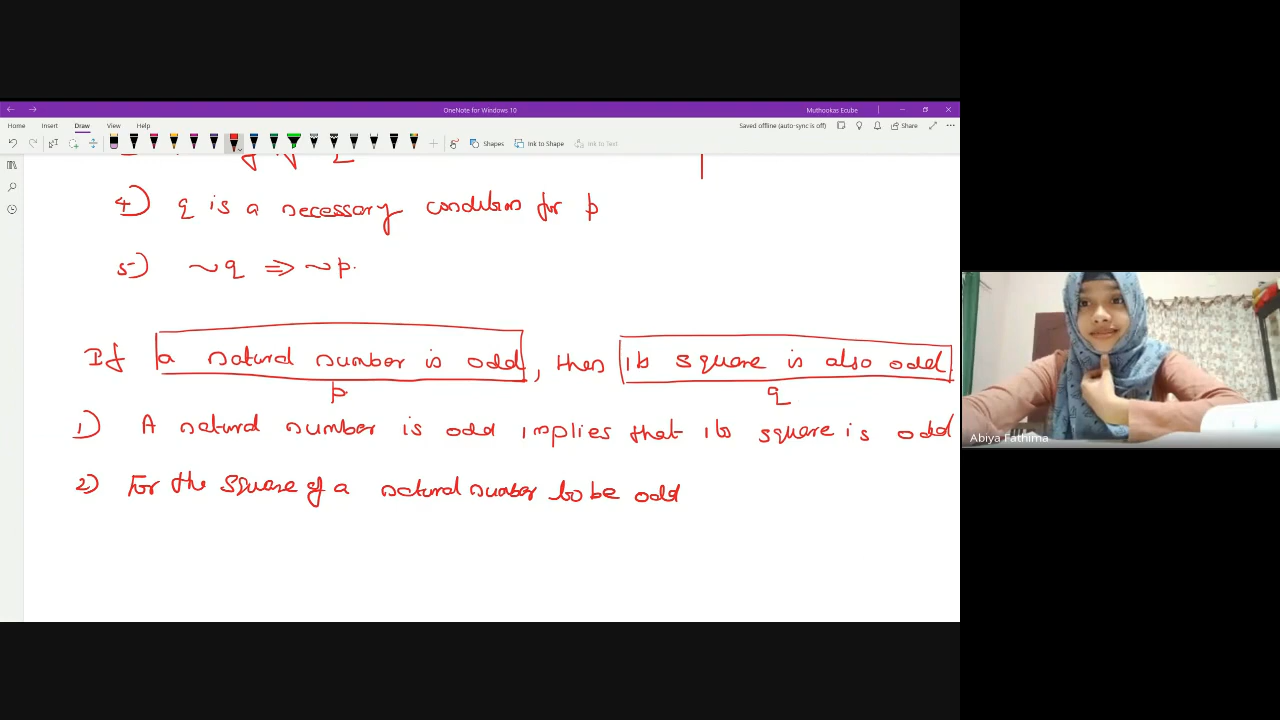 OneNote for Windows 10
Muthookas Ecube
Home Insert Draw View Help
Saved offline (auto-sync is off)
Share
Shapes
Ink to Shape
Ink to Text
4) q is a necessary condition for p
5) ~q ⇒ ~p.
If a natural number is odd, then its square is also odd
p q
1) A natural number is odd implies that its square is odd
2) For the square of a natural number to be odd
Abiya Fathima